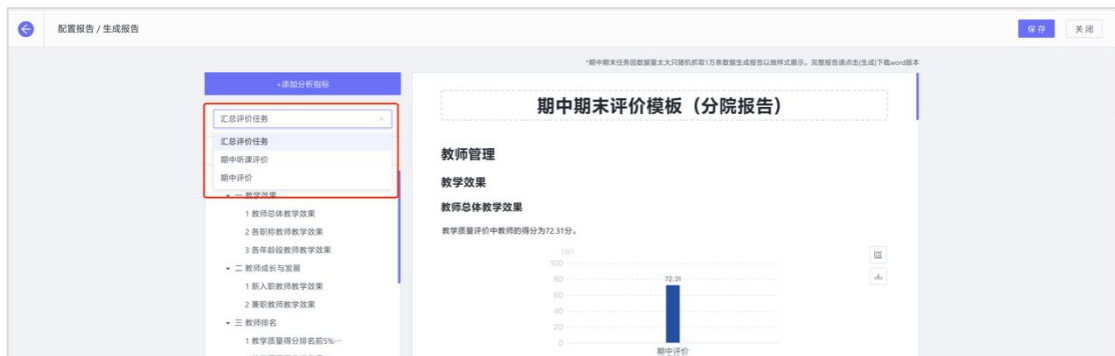 配置报告 / 生成报告
保存 关闭
*期中期末任务因数据量太大只随机抓取1万条数据生成报告以做样式展示。完整报告请点击(生成)下载word版本
+添加分析指标
汇总评价任务
汇总评价任务
期中听课评价
期中评价
一 教学效果
1 教师总体教学效果
2 各职称教师教学效果
3 各年龄段教师教学效果
二 教师成长与发展
1 新入职教师教学效果
2 兼职教师教学效果
三 教师排名
1 教学质量得分排名前5%…
期中期末评价模板（分院报告）
教师管理
教学效果
教师总体教学效果
教学质量评价中教师的得分为72.31分。
(分)
100
80
72.31
60
40
20
0
期中评价